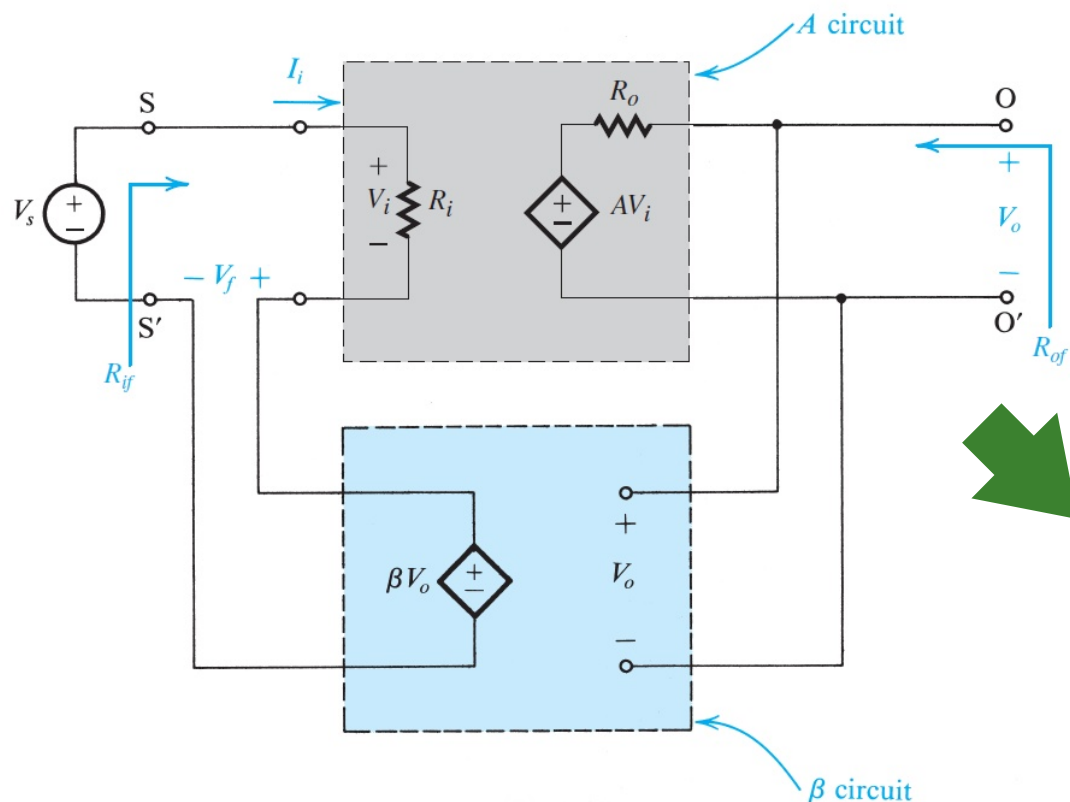 A circuit
I_i
R_o
S
O
+
V_i
R_i
−
+
−
AV_i
+
V_o
−
V_s
+
−
− V_f +
S′
O′
R_if
R_of
βV_o
+
−
+
V_o
−
β circuit